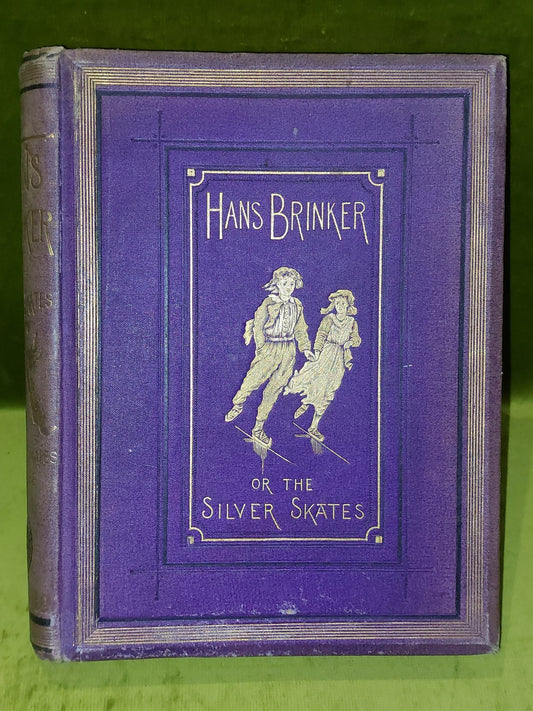 HANS BRINKER
OR THE
SILVER SKATES